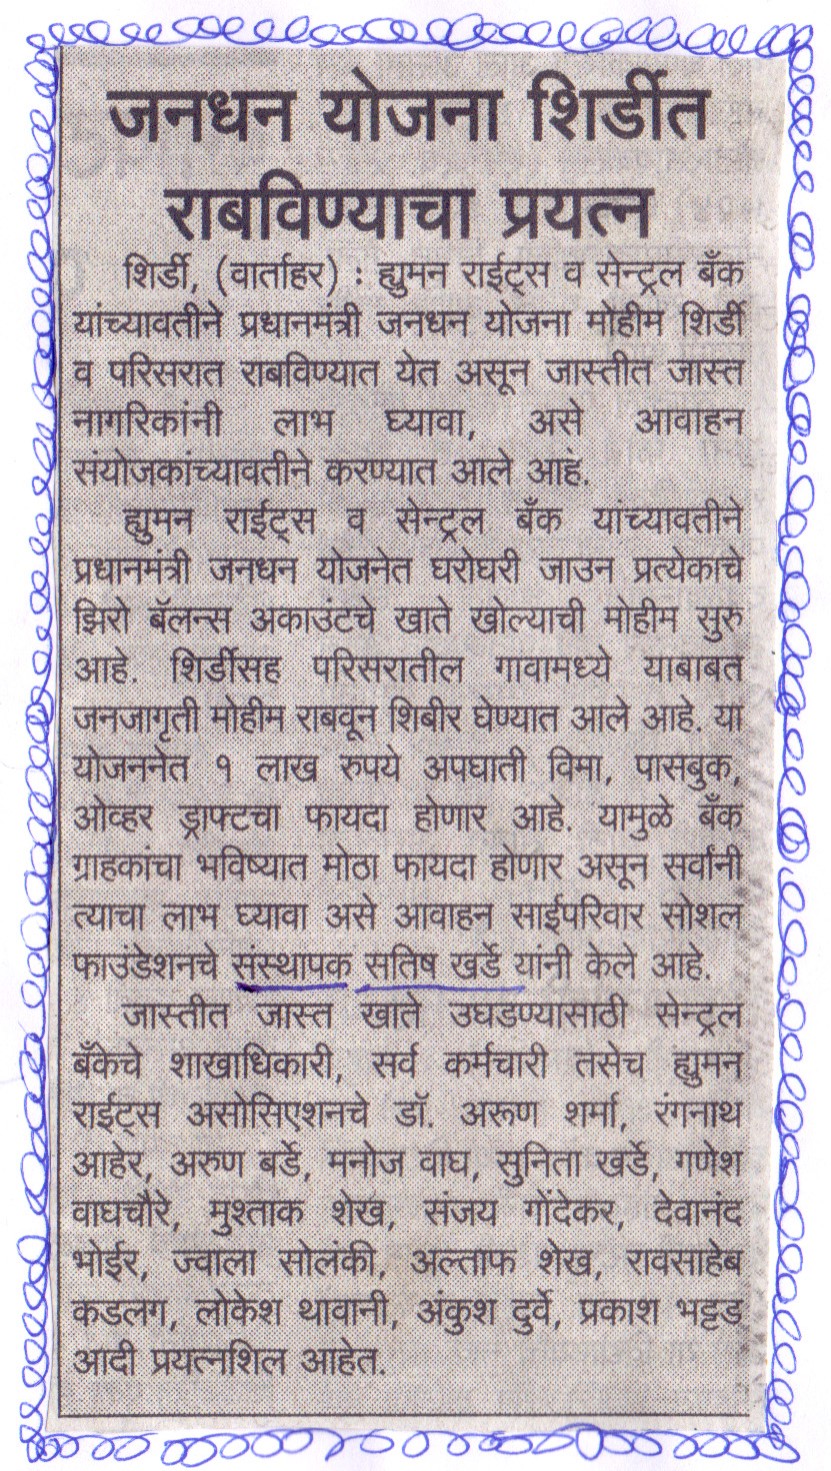 जनधन योजना शिर्डीत
राबविण्याचा प्रयत्न
शिर्डी, (वार्ताहर) : ह्युमन राईट्स व सेन्ट्रल बँक
यांच्यावतीने प्रधानमंत्री जनधन योजना मोहीम शिर्डी
व परिसरात राबविण्यात येत असून जास्तीत जास्त
नागरिकांनी लाभ घ्यावा, असे आवाहन
संयोजकांच्यावतीने करण्यात आले आहे.
ह्युमन राईट्स व सेन्ट्रल बँक यांच्यावतीने
प्रधानमंत्री जनधन योजनेत घरोघरी जाउन प्रत्येकाचे
झिरो बॅलन्स अकाउंटचे खाते खोल्याची मोहीम सुरु
आहे. शिर्डीसह परिसरातील गावामध्ये याबाबत
जनजागृती मोहीम राबवून शिबीर घेण्यात आले आहे. या
योजननेत १ लाख रुपये अपघाती विमा, पासबुक,
ओव्हर ड्राफ्टचा फायदा होणार आहे. यामुळे बँक
ग्राहकांचा भविष्यात मोठा फायदा होणार असून सर्वांनी
त्याचा लाभ घ्यावा असे आवाहन साईपरिवार सोशल
फाउंडेशनचे संस्थापक सतिष खर्डे यांनी केले आहे.
जास्तीत जास्त खाते उघडण्यासाठी सेन्ट्रल
बँकेचे शाखाधिकारी, सर्व कर्मचारी तसेच ह्युमन
राईट्स असोसिएशनचे डॉ. अरूण शर्मा, रंगनाथ
आहेर, अरुण बर्डे, मनोज वाघ, सुनिता खर्डे, गणेश
वाघचौरे, मुश्ताक शेख, संजय गोंदेकर, देवानंद
भोईर, ज्वाला सोलंकी, अल्ताफ शेख, रावसाहेब
कडलग, लोकेश थावानी, अंकुश दुर्वे, प्रकाश भट्टड
आदी प्रयत्नशिल आहेत.